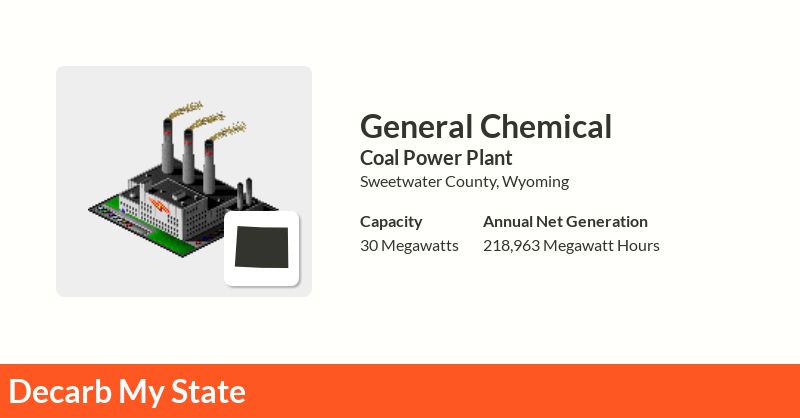 General Chemical
Coal Power Plant
Sweetwater County, Wyoming
Capacity
Annual Net Generation
30 Megawatts
218,963 Megawatt Hours
Decarb My State